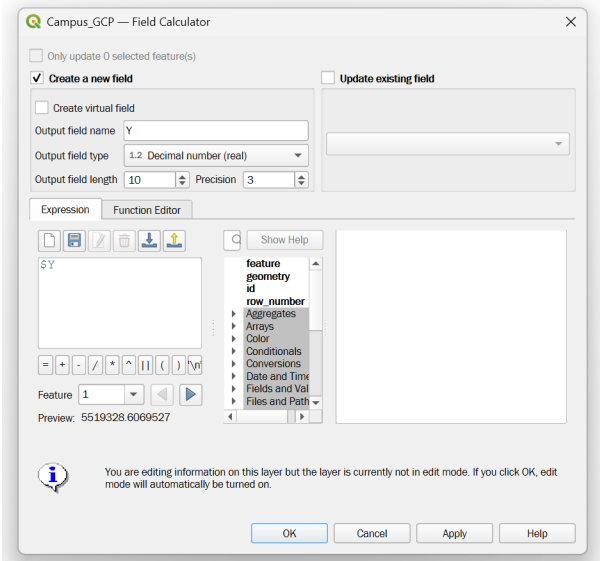 Campus_GCP — Field Calculator
Only update 0 selected feature(s)
Create a new field
Update existing field
Create virtual field
Output field name Y
Output field type 1.2 Decimal number (real)
Output field length 10 Precision 3
Expression Function Editor
Show Help
$Y
feature
geometry
id
row_number
Aggregates
Arrays
Color
Conditionals
Conversions
Date and Time
Fields and Val
Files and Path
= + - / * ^ || ( ) '\n'
Feature 1
Preview: 5519328.6069527
You are editing information on this layer but the layer is currently not in edit mode. If you click OK, edit
mode will automatically be turned on.
OK Cancel Apply Help